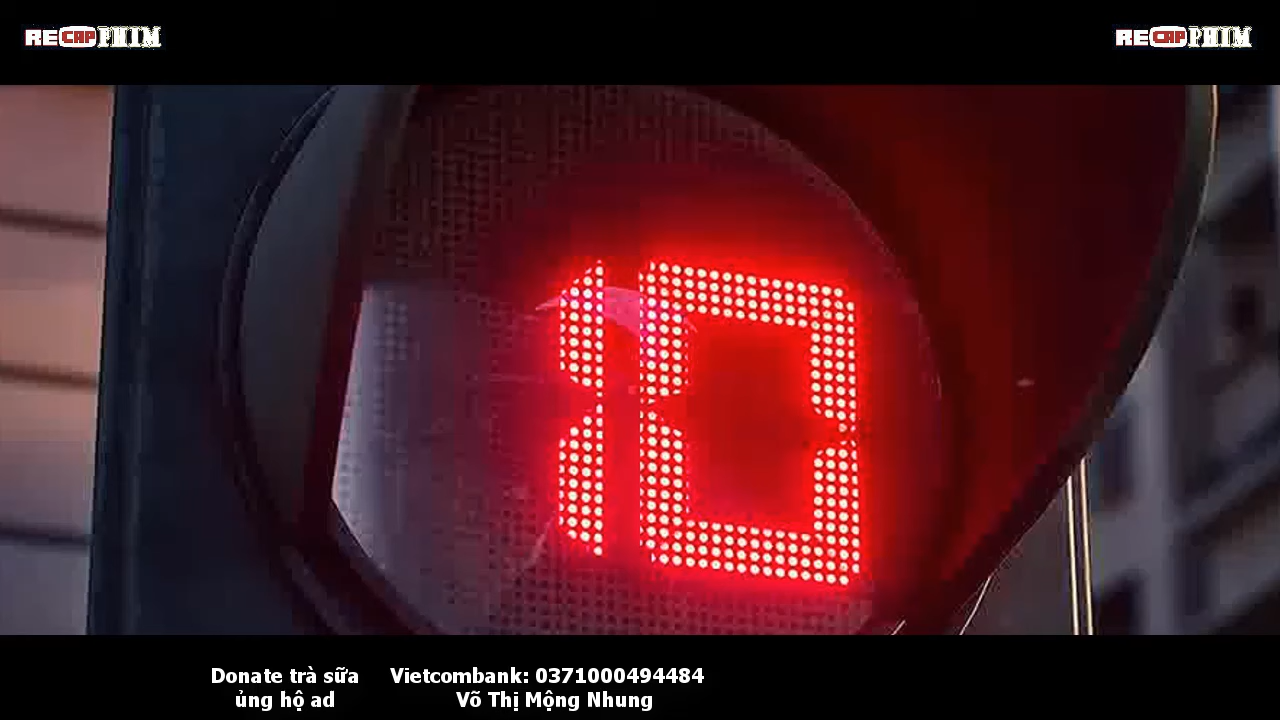 RECAPPHIM
RECAPPHIM
10
Donate trà sữa
ủng hộ ad
Vietcombank: 0371000494484
Võ Thị Mộng Nhung